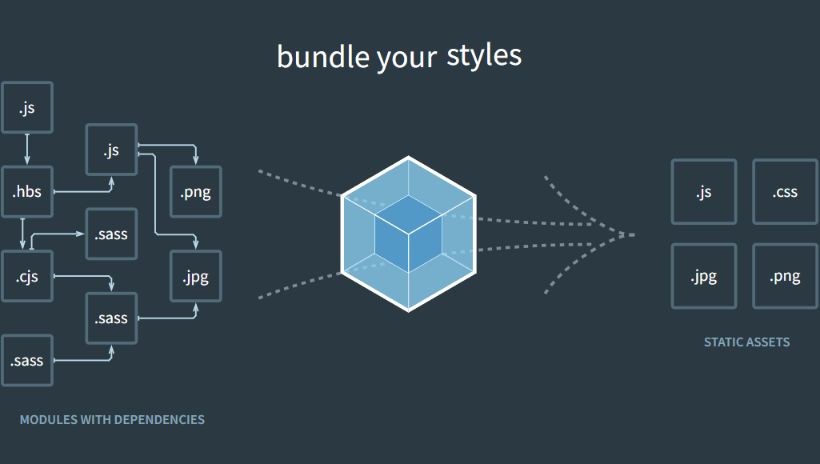 bundle your styles
.js
.js
.hbs
.png
.sass
.cjs
.jpg
.sass
.sass
MODULES WITH DEPENDENCIES
.js
.css
.jpg
.png
STATIC ASSETS